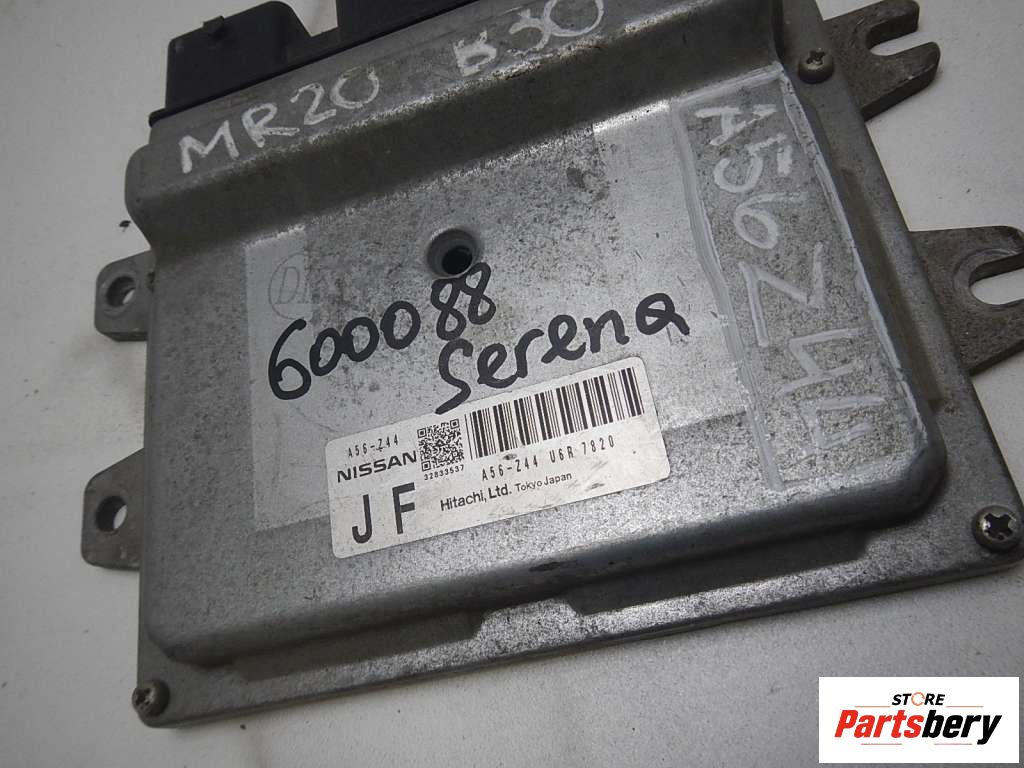 MR20 B30
A56Z44
600088
Serena
A56-Z44
NISSAN
32833537
A56-Z44 U6R 7820
JF
Hitachi, Ltd. Tokyo Japan
STORE
Partsbery